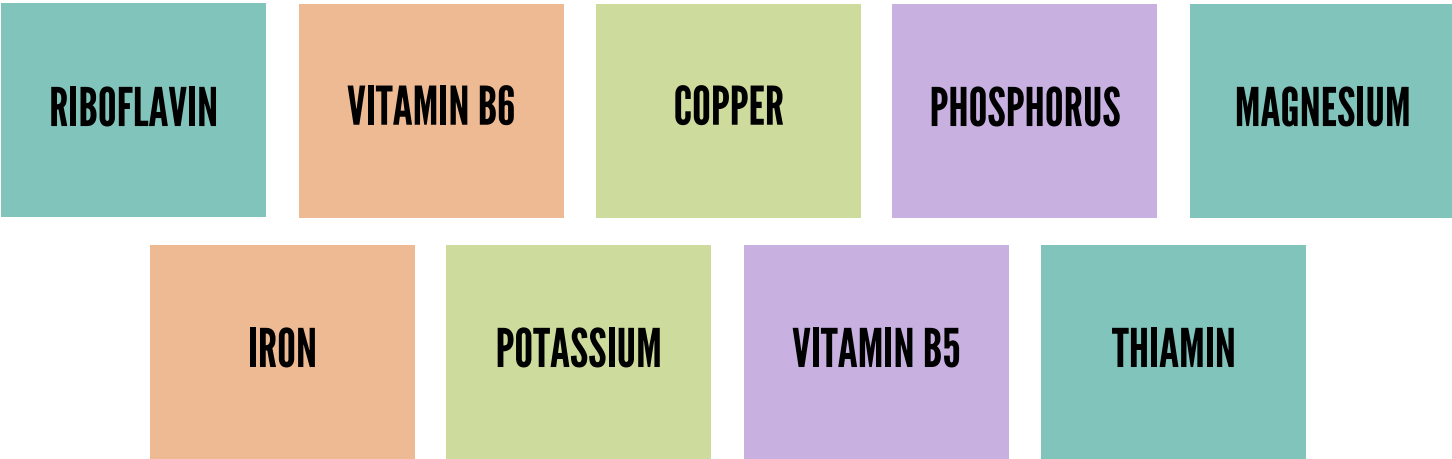 RIBOFLAVIN
VITAMIN B6
COPPER
PHOSPHORUS
MAGNESIUM
IRON
POTASSIUM
VITAMIN B5
THIAMIN